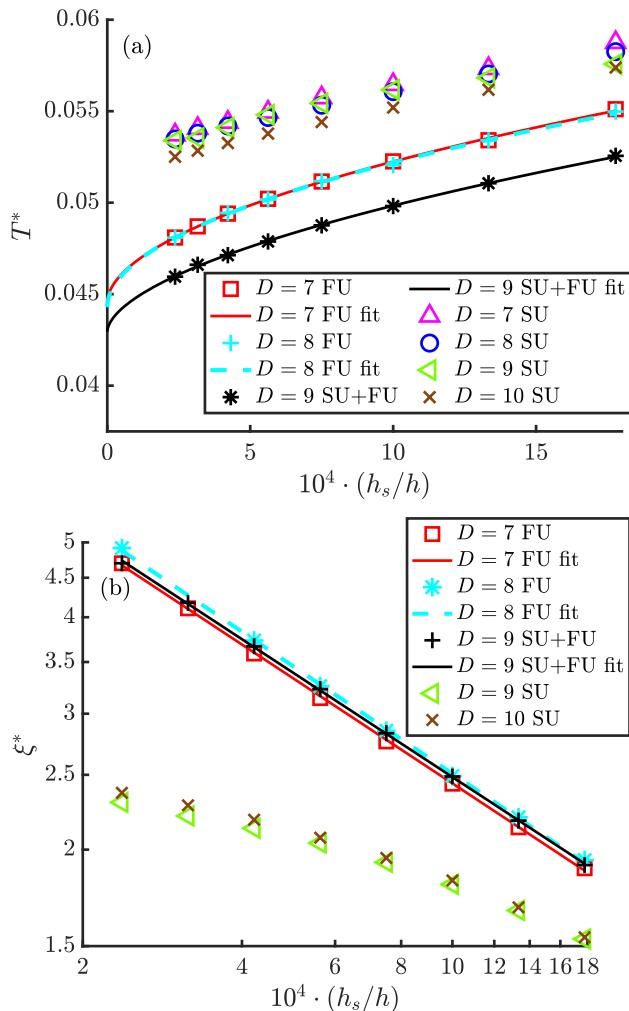 0.06
(a)
0.055
0.05
T*
0.045
0.04
D = 7 FU
D = 7 FU fit
D = 8 FU
D = 8 FU fit
D = 9 SU+FU
D = 9 SU+FU fit
D = 7 SU
D = 8 SU
D = 9 SU
D = 10 SU
0 5 10 15
10⁴ · (hₛ/h)
5
4.5
(b)
4
3.5
3
ξ*
2.5
2
1.5
D = 7 FU
D = 7 FU fit
D = 8 FU
D = 8 FU fit
D = 9 SU+FU
D = 9 SU+FU fit
D = 9 SU
D = 10 SU
2 4 6 8 10 12 14 16 18
10⁴ · (hₛ/h)